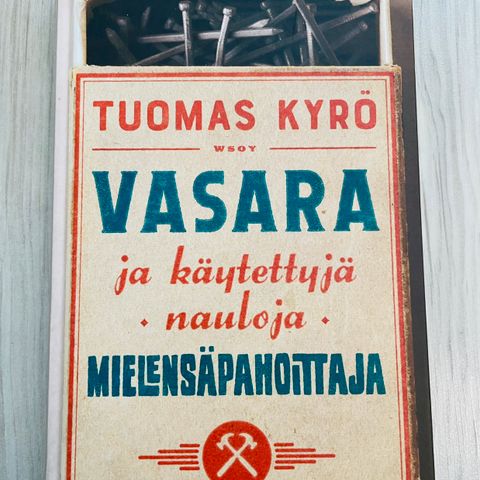 TUOMAS KYRÖ
WSOY
VASARA
ja käytettyjä
· nauloja ·
MIELENSÄPAHOITTAJA